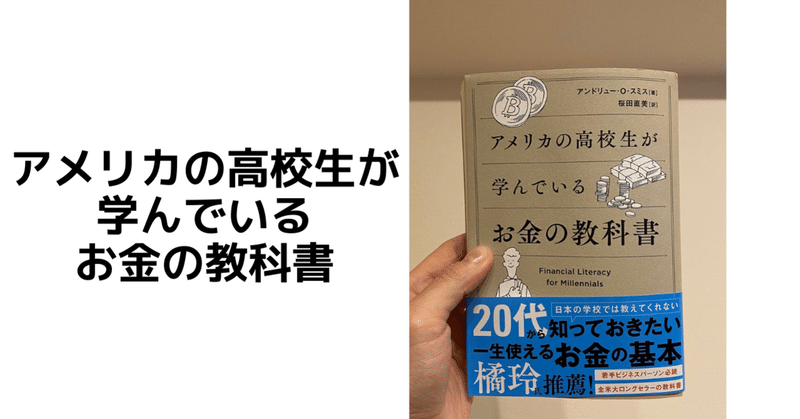 アメリカの高校生が
学んでいる
お金の教科書
アンドリュー・O・スミス[著]
桜田直美[訳]
アメリカの高校生が
学んでいる
お金の教科書
Financial Literacy
for Millennials
日本の学校では教えてくれない
20代から知っておきたい
一生使えるお金の基本
橘玲氏推薦!
若手ビジネスパーソン必読
全米大ロングセラーの教科書